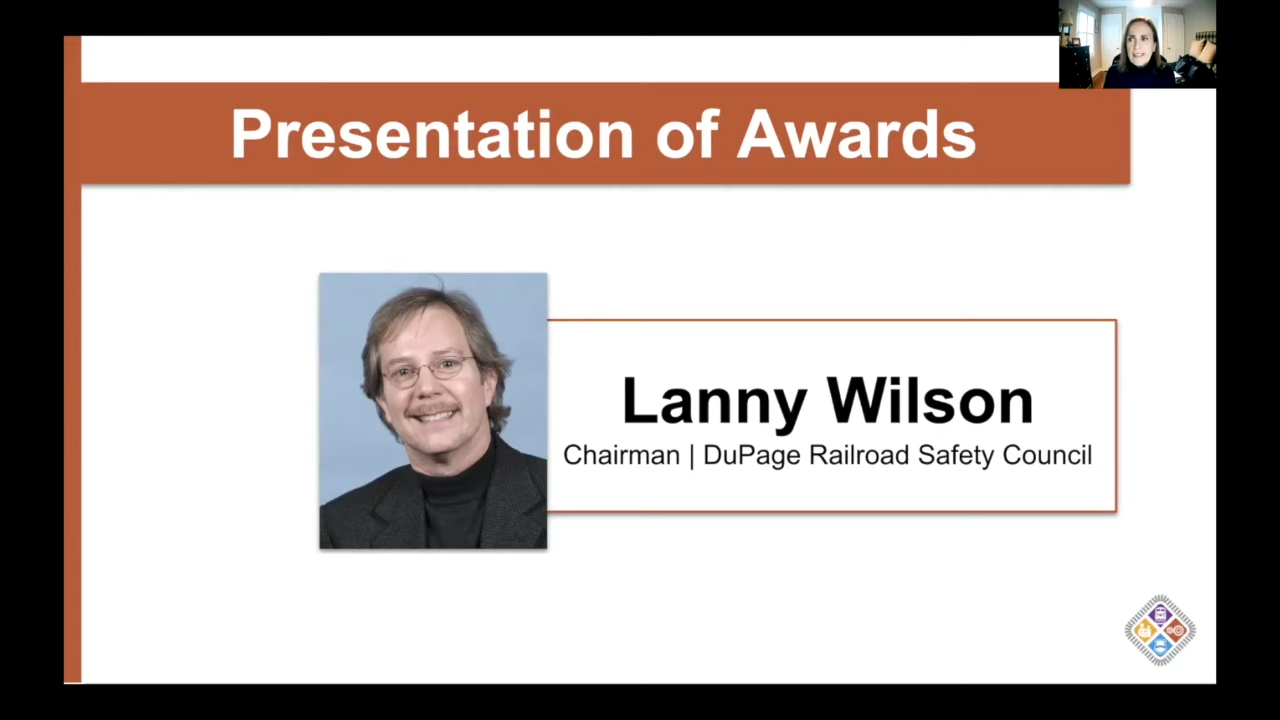 Presentation of Awards
Lanny Wilson
Chairman | DuPage Railroad Safety Council